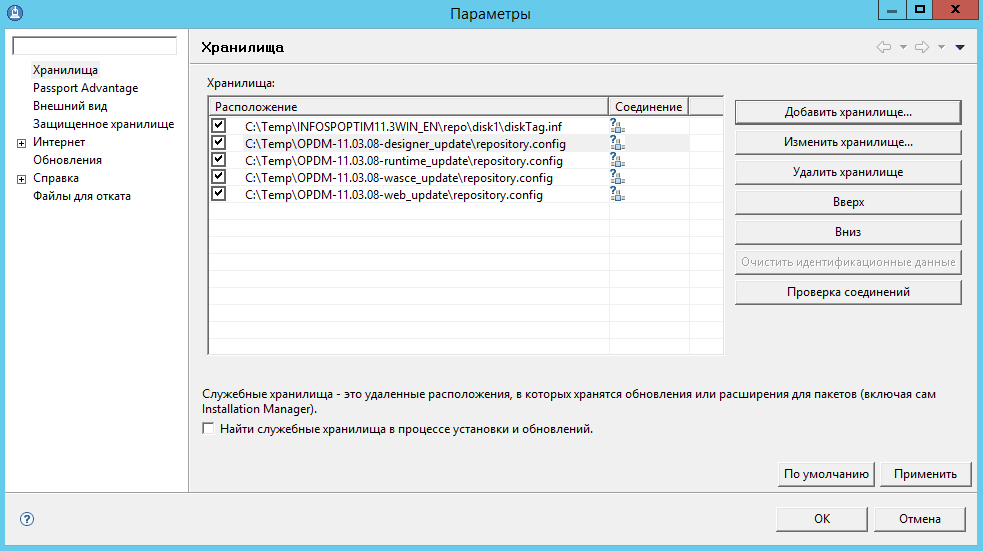 Параметры
Хранилища
Passport Advantage
Внешний вид
Защищенное хранилище
Интернет
Обновления
Справка
Файлы для отката
Хранилища
Хранилища:
Расположение Соединение
C:\Temp\INFOSPOPTIM11.3WIN_EN\repo\disk1\diskTag.inf
C:\Temp\OPDM-11.03.08-designer_update\repository.config
C:\Temp\OPDM-11.03.08-runtime_update\repository.config
C:\Temp\OPDM-11.03.08-wasce_update\repository.config
C:\Temp\OPDM-11.03.08-web_update\repository.config
Добавить хранилище...
Изменить хранилище...
Удалить хранилище
Вверх
Вниз
Очистить идентификационные данные
Проверка соединений
Служебные хранилища - это удаленные расположения, в которых хранятся обновления или расширения для пакетов (включая сам
Installation Manager).
Найти служебные хранилища в процессе установки и обновлений.
По умолчанию Применить
OK Отмена